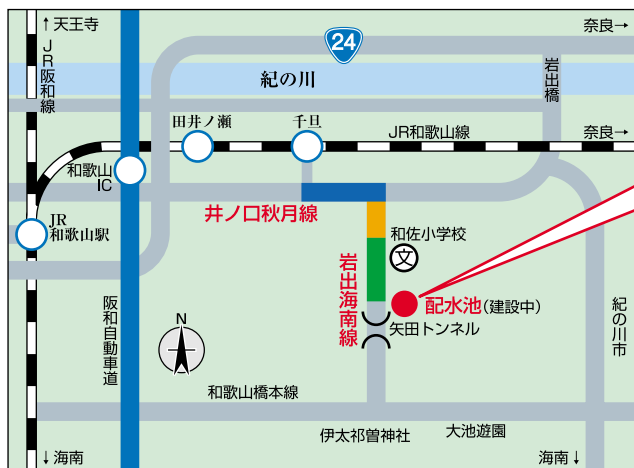 ↑天王寺
奈良→
24
JR阪和線
紀の川
岩出橋
田井ノ瀬
千旦
JR和歌山線
奈良→
和歌山
IC
井ノ口秋月線
JR
和歌山駅
和佐小学校
文
岩出海南線
配水池(建設中)
矢田トンネル
紀の川市
阪和自動車道
N
和歌山橋本線
伊太祁曽神社
大池遊園
↓海南
海南↓